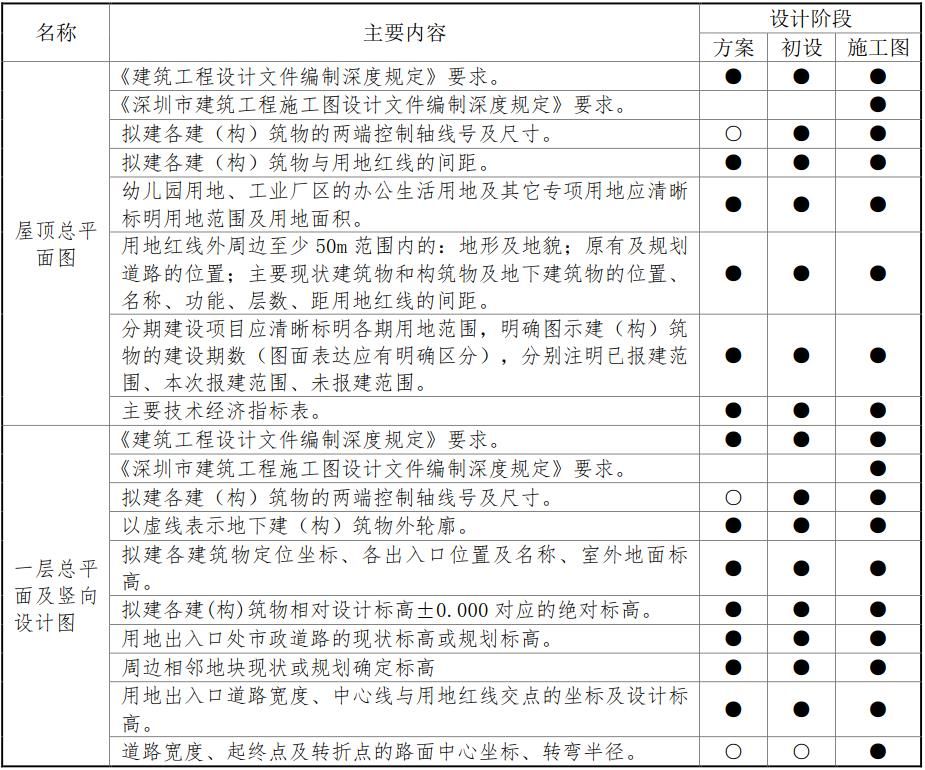 名称 主要内容 设计阶段
方案 初设 施工图
屋顶总平
面图
《建筑工程设计文件编制深度规定》要求。 ● ● ●
《深圳市建筑工程施工图设计文件编制深度规定》要求。 ●
拟建各建（构）筑物的两端控制轴线号及尺寸。 ○ ● ●
拟建各建（构）筑物与用地红线的间距。 ● ● ●
幼儿园用地、工业厂区的办公生活用地及其它专项用地应清晰
标明用地范围及用地面积。 ● ● ●
用地红线外周边至少 50m 范围内的：地形及地貌；原有及规划
道路的位置；主要现状建筑物和构筑物及地下建筑物的位置、
名称、功能、层数、距用地红线的间距。 ● ● ●
分期建设项目应清晰标明各期用地范围，明确图示建（构）筑
物的建设期数（图面表达应有明确区分），分别注明已报建范
围、本次报建范围、未报建范围。 ● ● ●
主要技术经济指标表。 ● ● ●
一层总平
面及竖向
设计图
《建筑工程设计文件编制深度规定》要求。 ● ● ●
《深圳市建筑工程施工图设计文件编制深度规定》要求。 ●
拟建各建（构）筑物的两端控制轴线号及尺寸。 ○ ● ●
以虚线表示地下建（构）筑物外轮廓。 ● ● ●
拟建各建筑物定位坐标、各出入口位置及名称、室外地面标
高。 ● ● ●
拟建各建(构)筑物相对设计标高±0.000 对应的绝对标高。 ● ● ●
用地出入口处市政道路的现状标高或规划标高。 ● ● ●
周边相邻地块现状或规划确定标高 ● ● ●
用地出入口道路宽度、中心线与用地红线交点的坐标及设计标
高。 ● ● ●
道路宽度、起终点及转折点的路面中心坐标、转弯半径。 ○ ○ ●